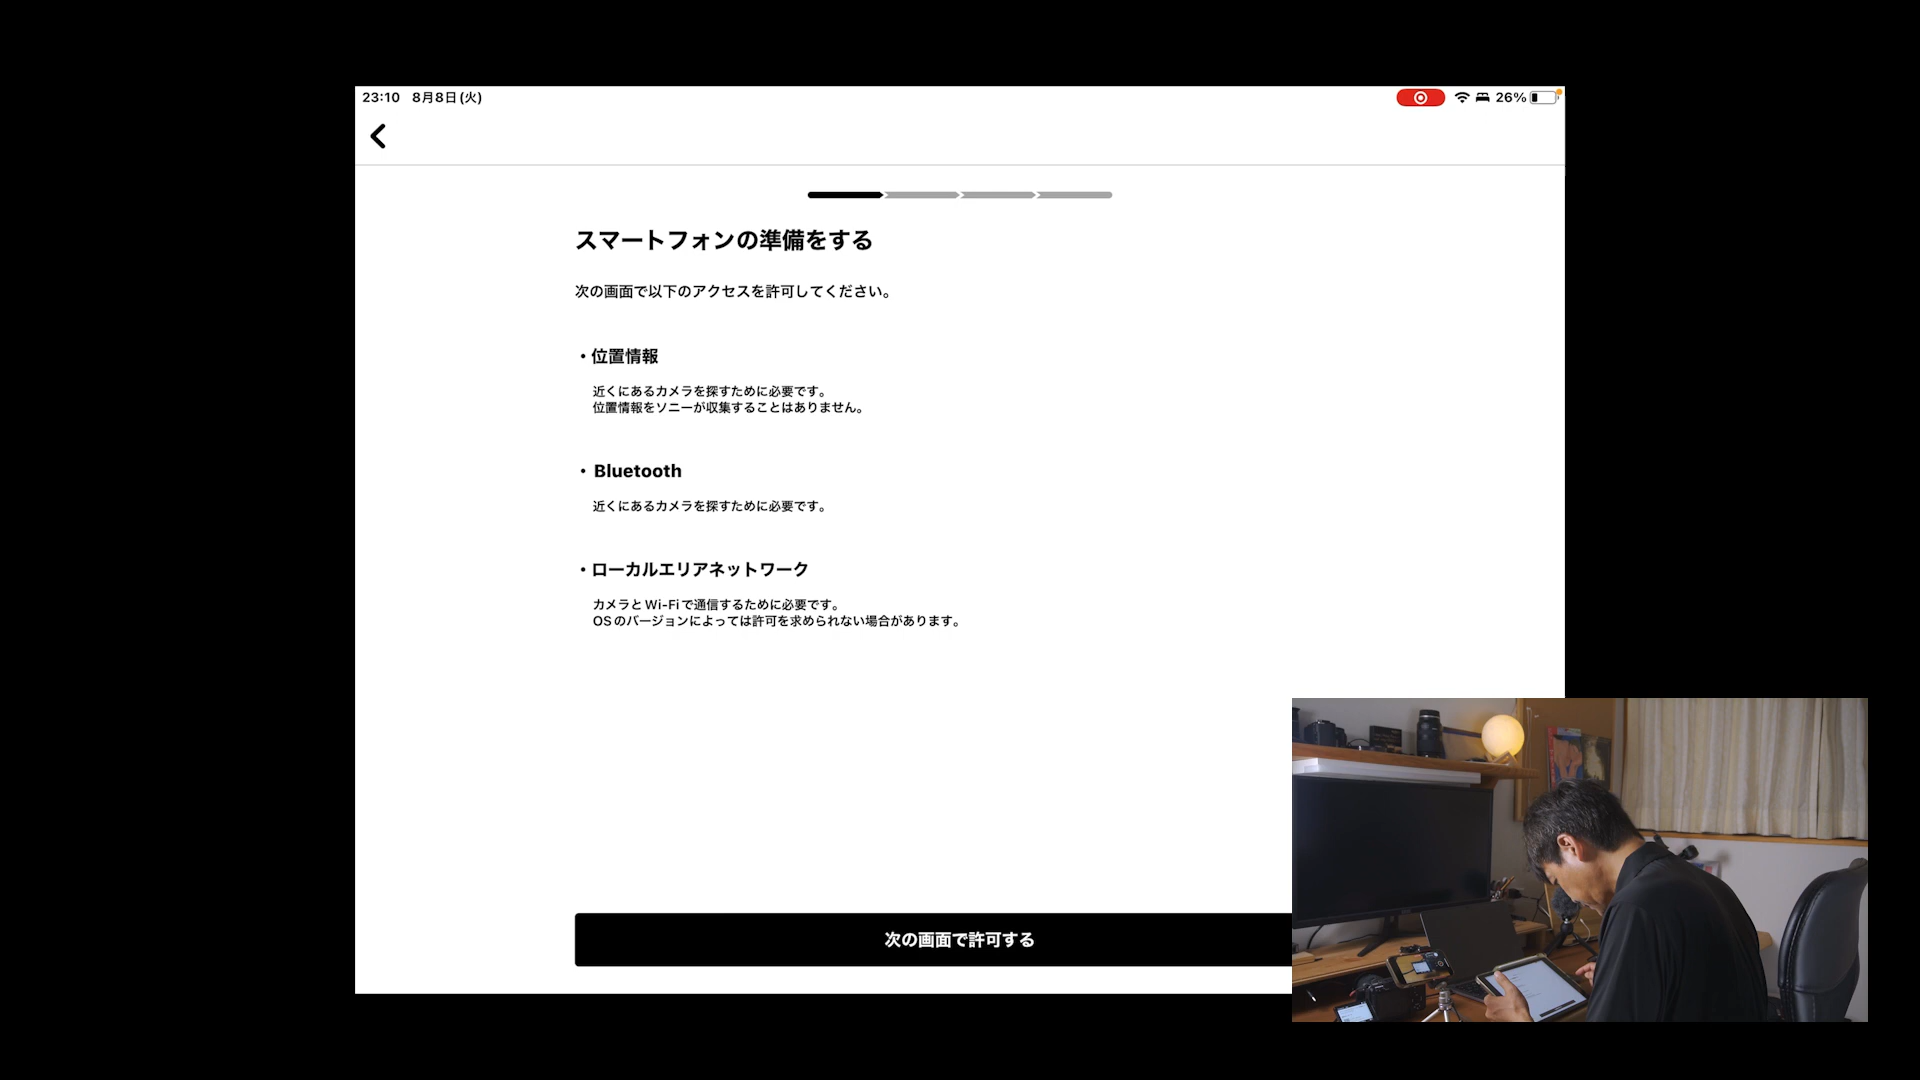 23:10 8月8日(火)
26%
スマートフォンの準備をする
次の画面で以下のアクセスを許可してください。
・位置情報
近くにあるカメラを探すために必要です。
位置情報をソニーが収集することはありません。
・Bluetooth
近くにあるカメラを探すために必要です。
・ローカルエリアネットワーク
カメラとWi-Fiで通信するために必要です。
OSのバージョンによっては許可を求められない場合があります。
次の画面で許可する